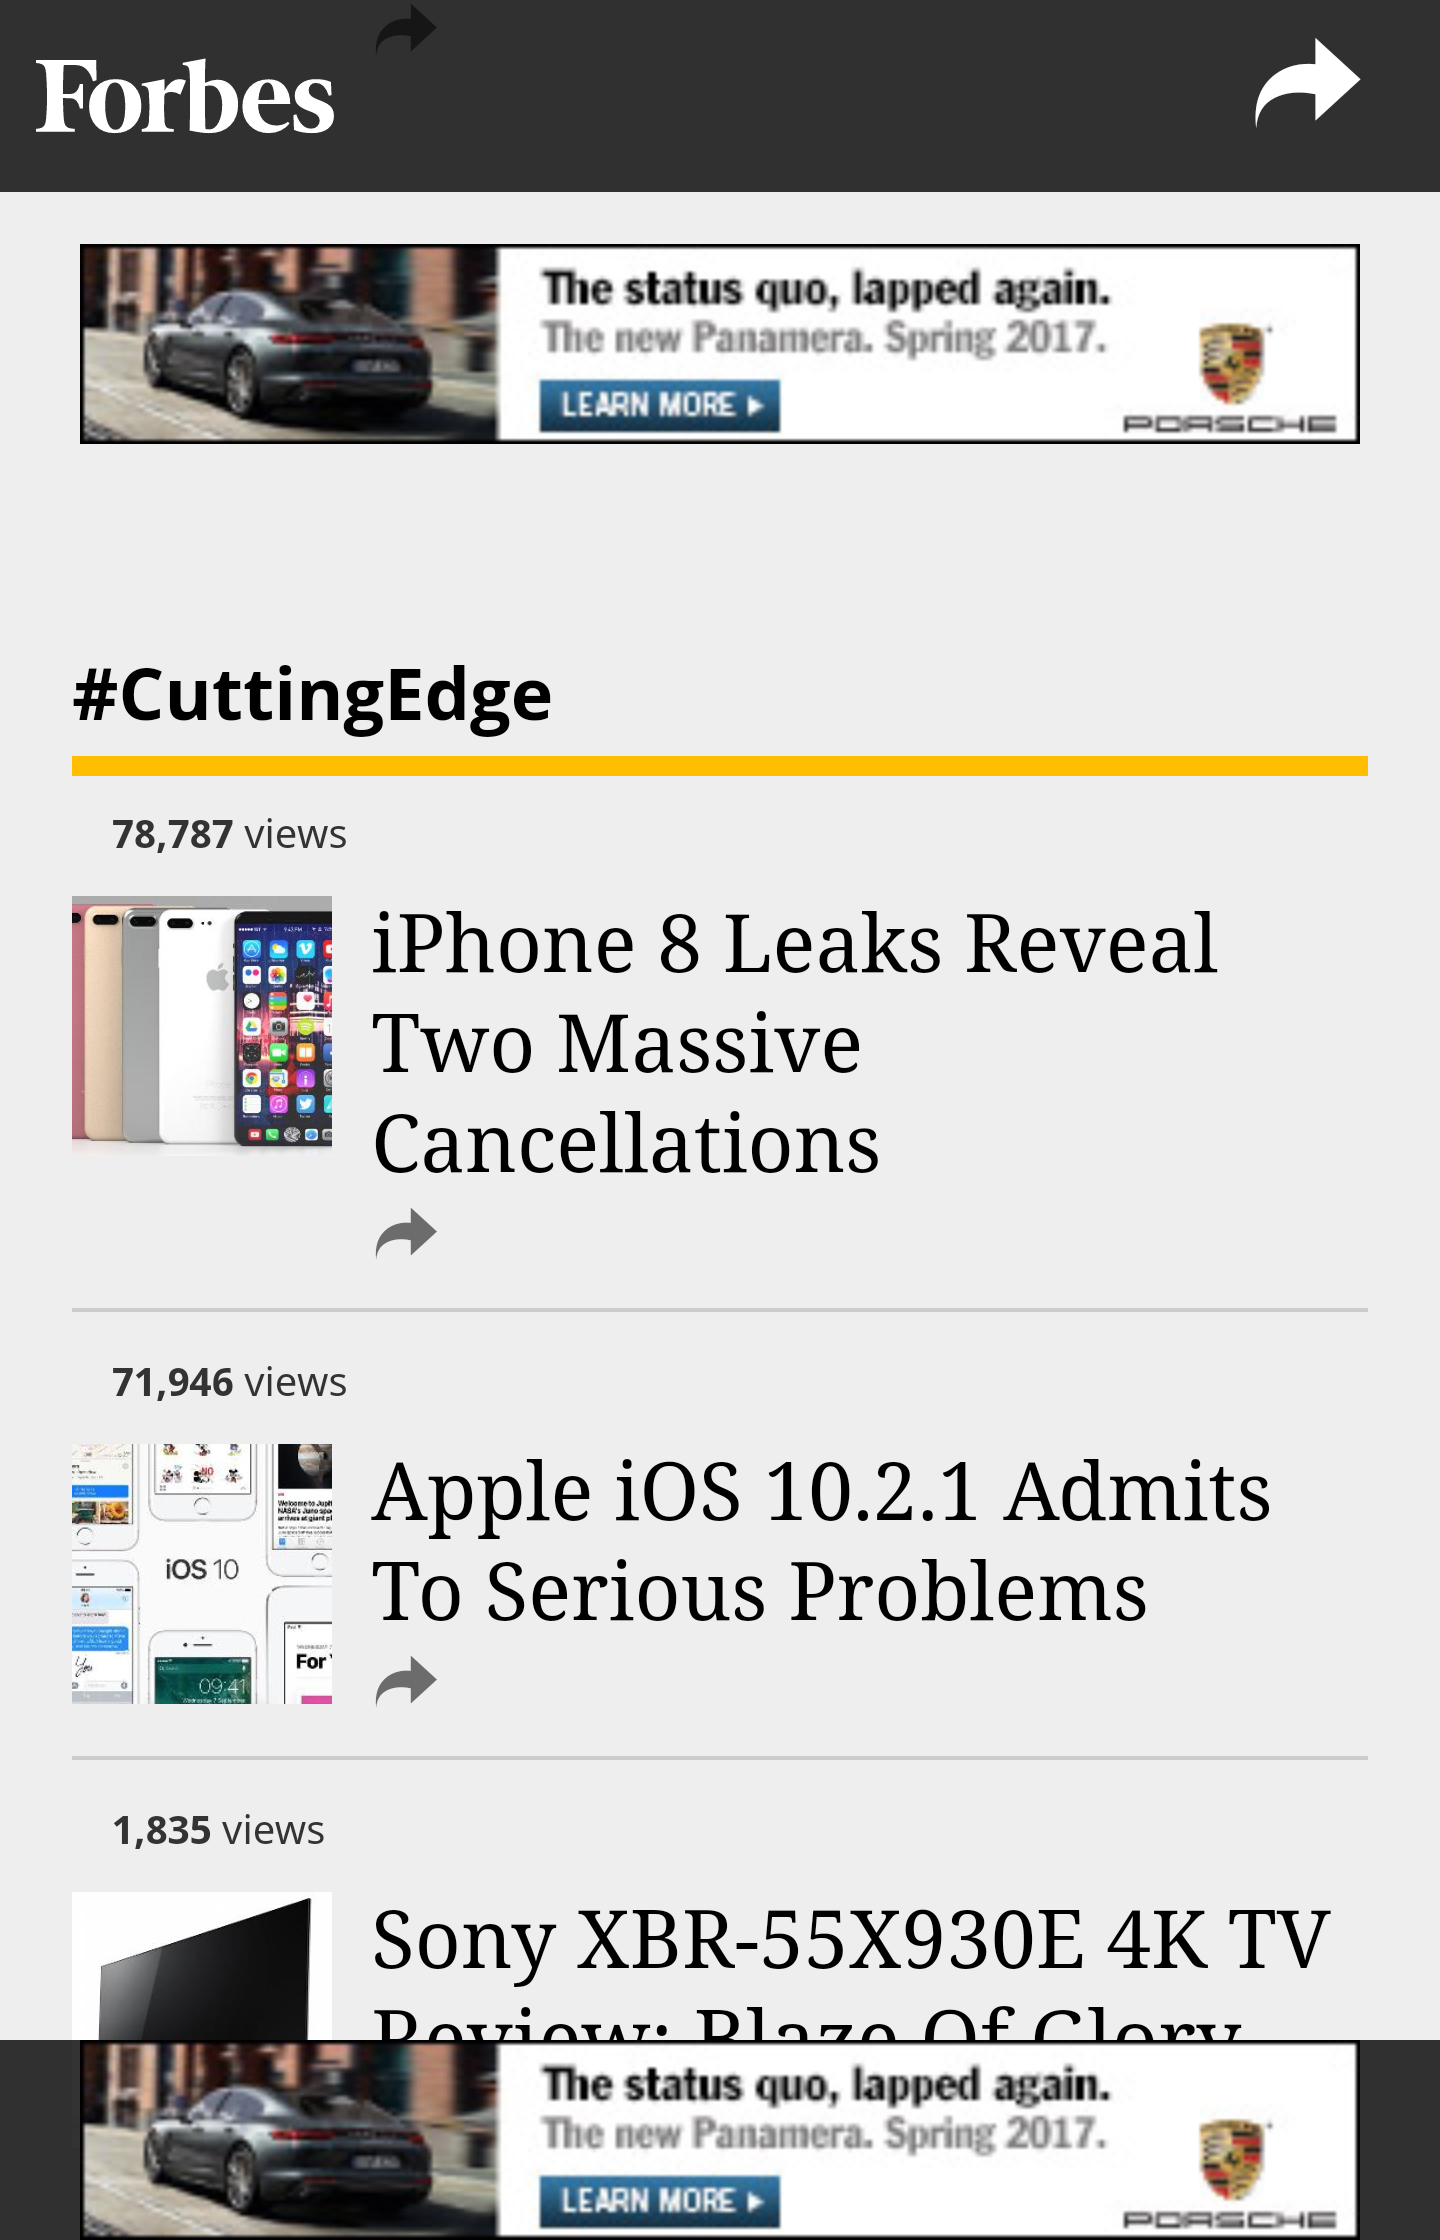 Forbes
The status quo, lapped again.
The new Panamera. Spring 2017.
LEARN MORE
PORSCHE
#CuttingEdge
78,787 views
iPhone 8 Leaks Reveal
Two Massive
Cancellations
71,946 views
iOS 10
09:41
Apple iOS 10.2.1 Admits
To Serious Problems
1,835 views
Sony XBR-55X930E 4K TV
Review: Blaze Of Glory
The status quo, lapped again.
The new Panamera. Spring 2017.
LEARN MORE
PORSCHE